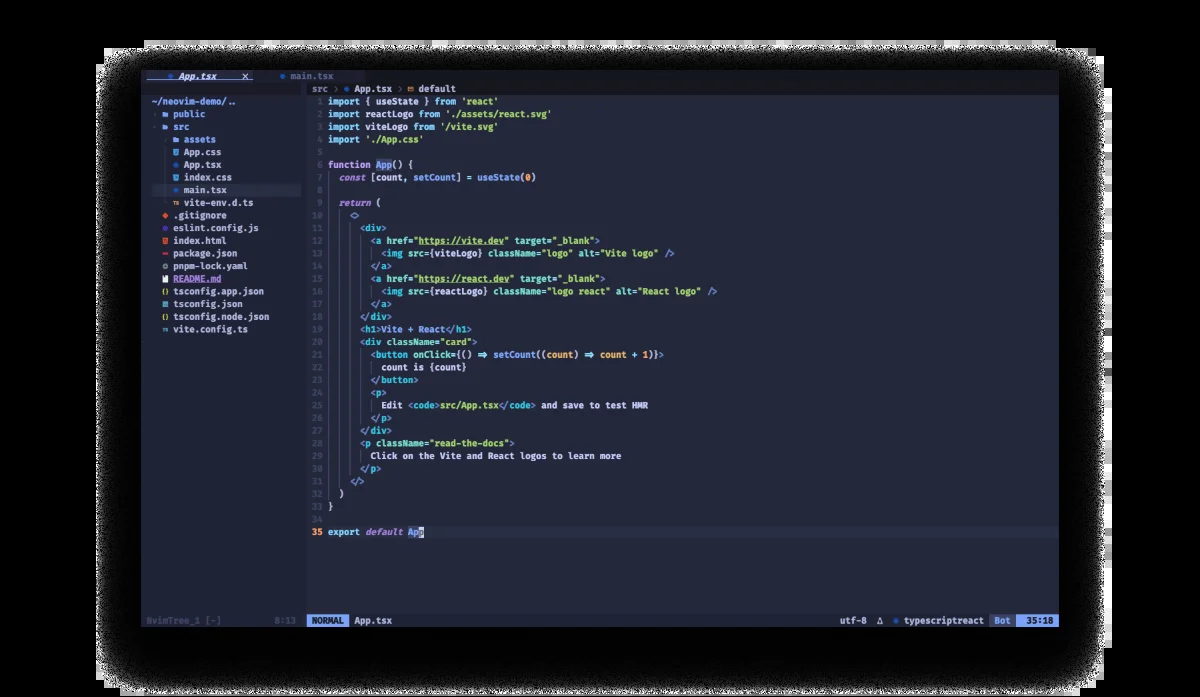 App.tsx X main.tsx
src > App.tsx > default
~/neovim-demo/..
public
src
assets
App.css
App.tsx
index.css
main.tsx
TS vite-env.d.ts
.gitignore
eslint.config.js
index.html
package.json
pnpm-lock.yaml
README.md
{} tsconfig.app.json
tsconfig.json
{} tsconfig.node.json
TS vite.config.ts
1 import { useState } from 'react'
2 import reactLogo from './assets/react.svg'
3 import viteLogo from '/vite.svg'
4 import './App.css'
5
6 function App() {
7 const [count, setCount] = useState(0)
8
9 return (
10 <>
11 <div>
12 <a href="https://vite.dev" target="_blank">
13 <img src={viteLogo} className="logo" alt="Vite logo" />
14 </a>
15 <a href="https://react.dev" target="_blank">
16 <img src={reactLogo} className="logo react" alt="React logo" />
17 </a>
18 </div>
19 <h1>Vite + React</h1>
20 <div className="card">
21 <button onClick={() => setCount((count) => count + 1)}>
22 count is {count}
23 </button>
24 <p>
25 Edit <code>src/App.tsx</code> and save to test HMR
26 </p>
27 </div>
28 <p className="read-the-docs">
29 Click on the Vite and React logos to learn more
30 </p>
31 </>
32 )
33 }
34
35 export default App
NvimTree_1 [-] 8:13 NORMAL App.tsx utf-8 typescriptreact Bot 35:18